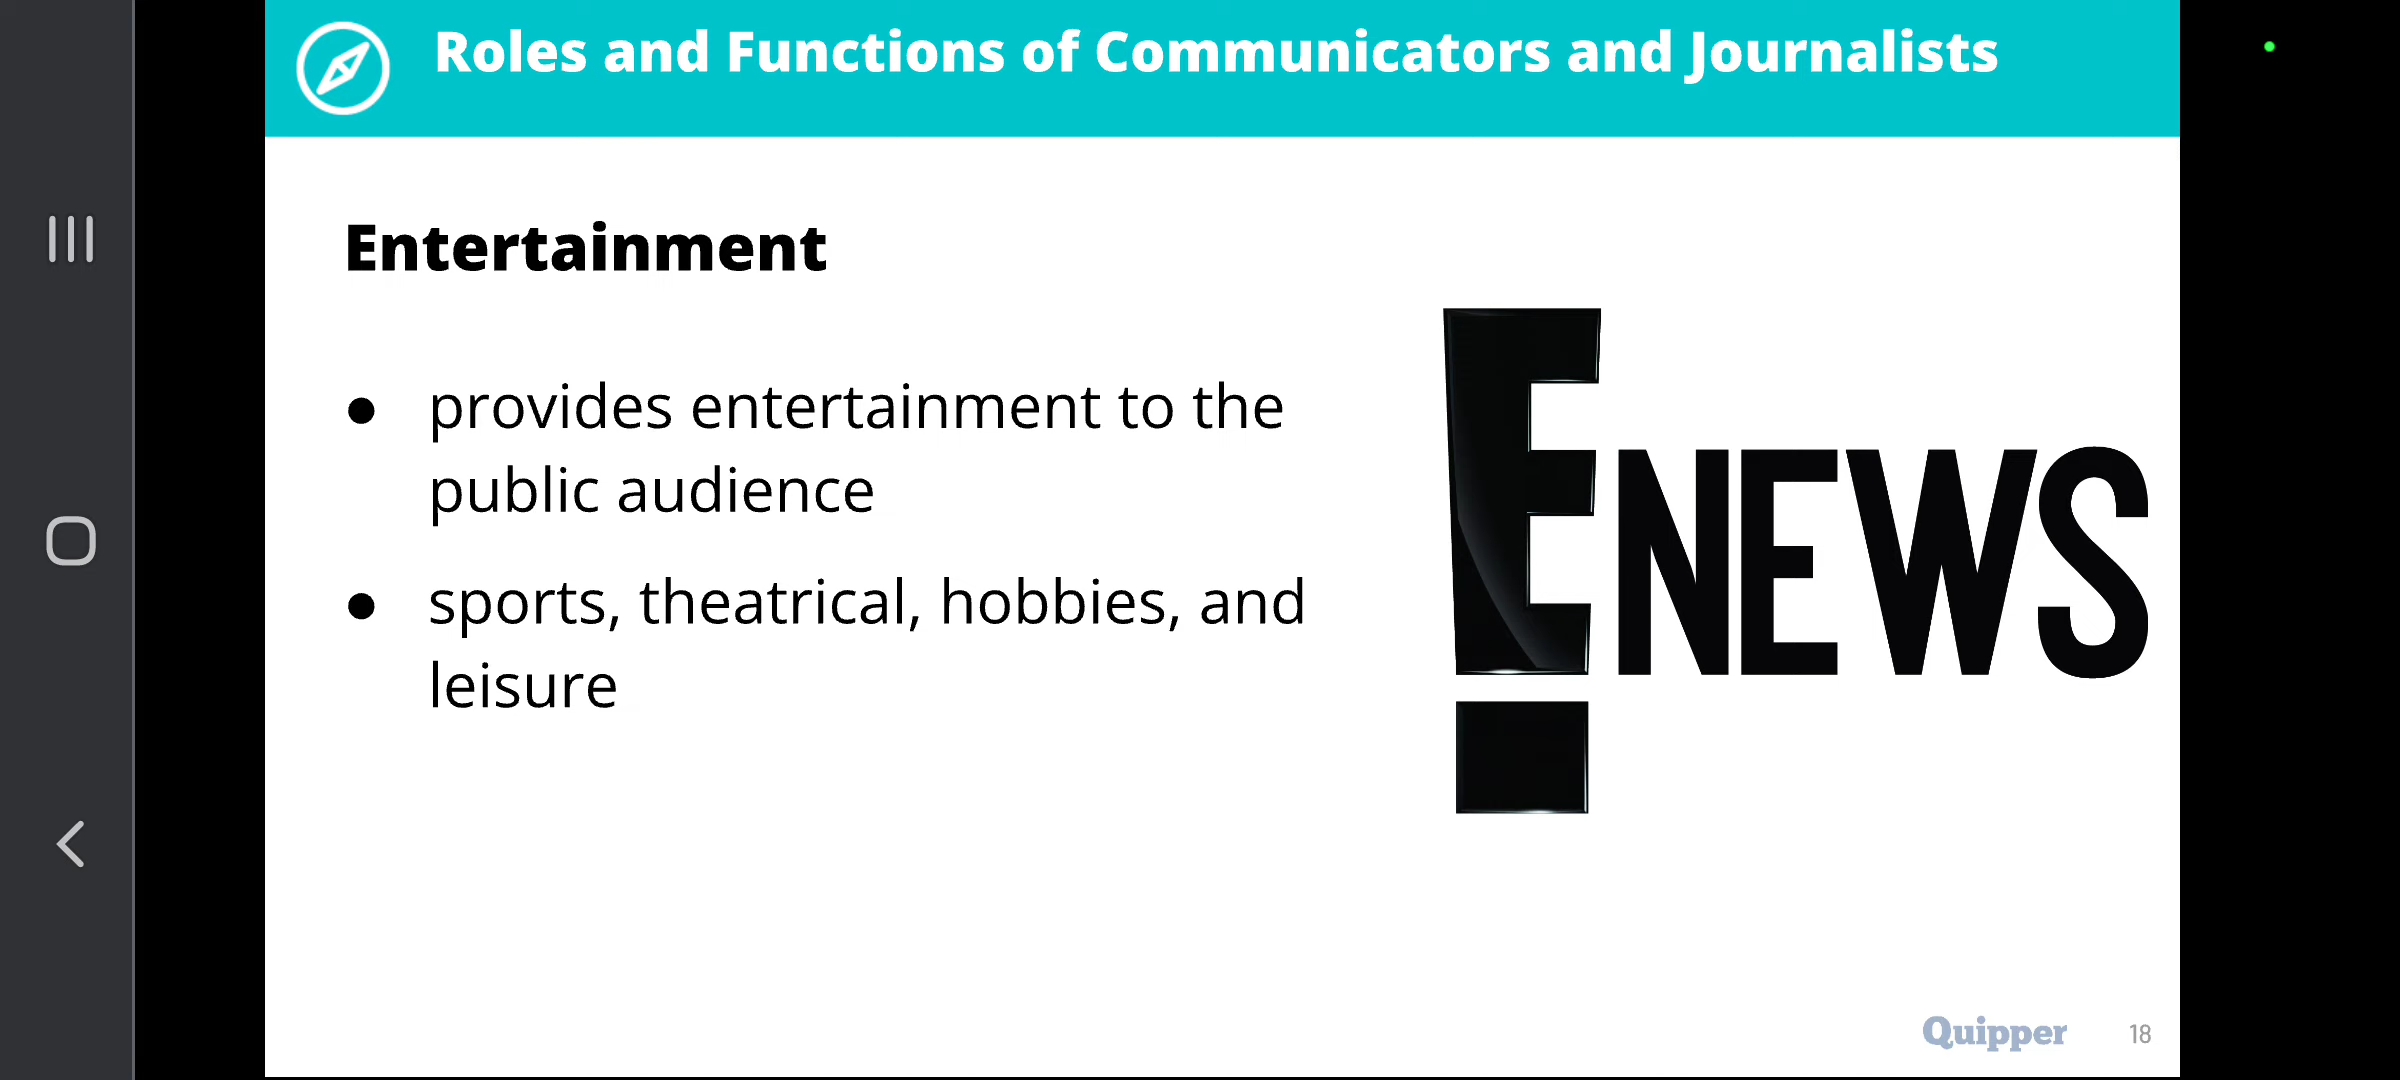 Roles and Functions of Communicators and Journalists
Entertainment
● provides entertainment to the
public audience
● sports, theatrical, hobbies, and
leisure
E NEWS
Quipper 18